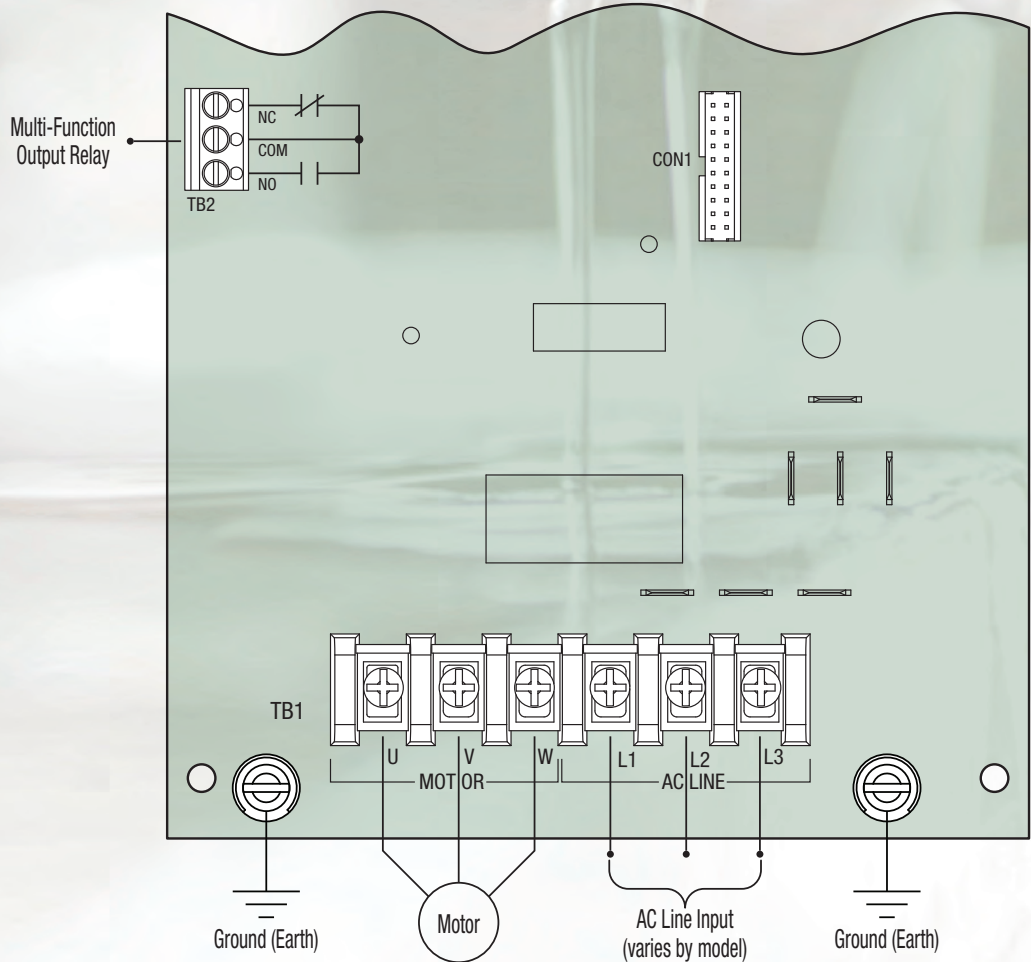 NC
Multi-Function
Output Relay
COM
NO
TB2
CON1
TB1
U
V
W
L1
L2
L3
MOTOR
AC LINE
Ground (Earth)
Motor
AC Line Input
(varies by model)
Ground (Earth)